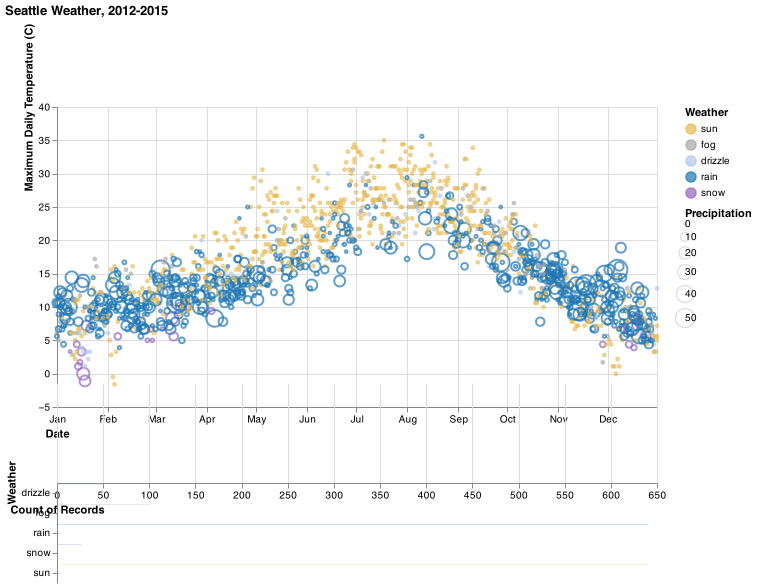 Seattle Weather, 2012-2015
Maximum Daily Temperature (C)
40
35
30
25
20
15
10
5
0
−5
Jan Feb Mar Apr May Jun Jul Aug Sep Oct Nov Dec
Date
Weather
sun
fog
drizzle
rain
snow
Precipitation
0
10
20
30
40
50
Weather
drizzle
fog
rain
snow
sun
0 50 100 150 200 250 300 350 400 450 500 550 600 650
Count of Records